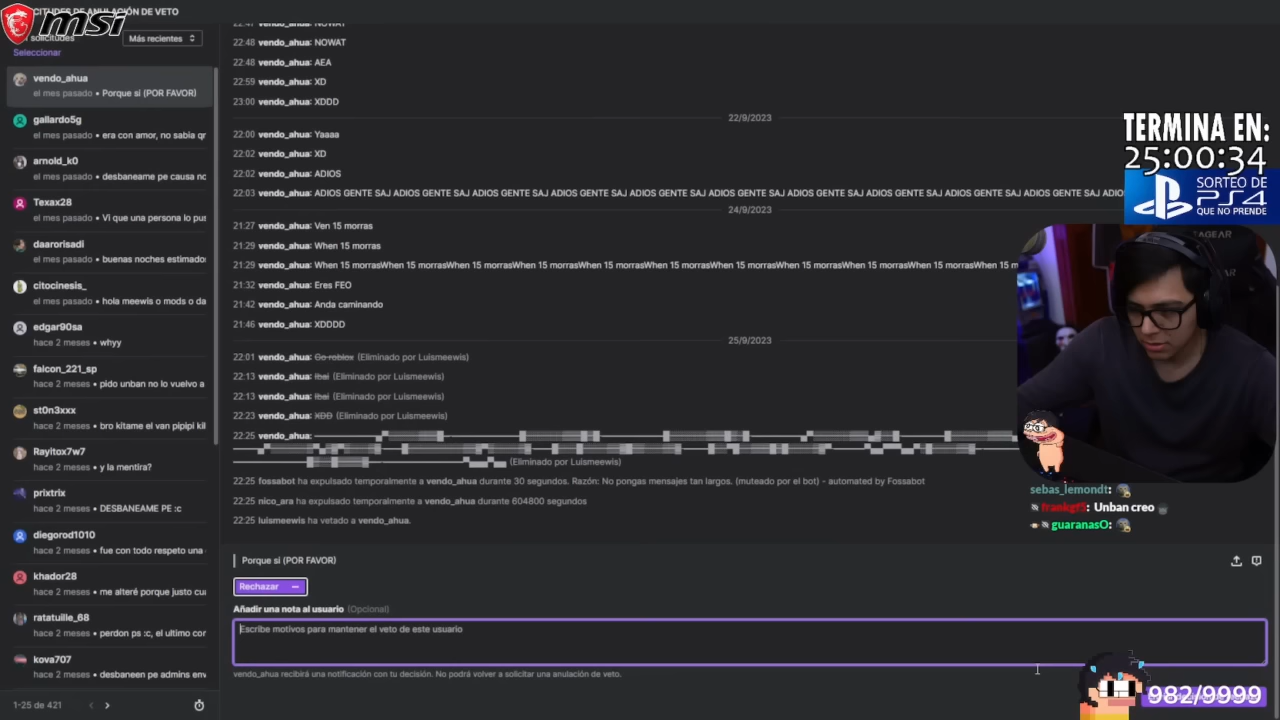 CITUDES DE ANULACIÓN DE VETO
msi
solicitudes
Más recientes
Seleccionar
vendo_ahua
el mes pasado • Porque si (POR FAVOR)
gallardo5g
el mes pasado • era con amor, no sabia qr
arnold_k0
el mes pasado • desbaneame pe causa no
Texax28
el mes pasado • Ví que una persona lo pus
daarorisadi
el mes pasado • buenas noches estimado
citocinesis_
el mes pasado • hola meewis o mods o da
edgar90sa
hace 2 meses • whyy
falcon_221_sp
hace 2 meses • pido unban no lo vuelvo a
st0n3xxx
hace 2 meses • bro kitame el van pipipi kil
Rayitox7w7
hace 2 meses • y la mentira?
prixtrix
hace 2 meses • DESBANEAME PE :c
diegorod1010
hace 2 meses • fue con todo respeto una
khador28
hace 2 meses • me alteré porque justo cu
ratatuille_68
hace 2 meses • perdon ps :c, el ultimo cor
kova707
hace 2 meses • desbaneen pe admins env
1-25 de 421
22:47 vendo_ahua: NOWAT
22:48 vendo_ahua: NOWAT
22:48 vendo_ahua: AEA
22:59 vendo_ahua: XD
23:00 vendo_ahua: XDDD
22/9/2023
22:00 vendo_ahua: Yaaaa
22:02 vendo_ahua: XD
22:02 vendo_ahua: ADIOS
22:03 vendo_ahua: ADIOS GENTE SAJ ADIOS GENTE SAJ ADIOS GENTE SAJ ADIOS GENTE SAJ ADIOS GENTE SAJ ADIOS GENTE SAJ ADIOS GENTE SAJ ADIOS GENTE SAJ ADIOS GENTE SAJ ADIOS
24/9/2023
21:27 vendo_ahua: Ven 15 morras
21:29 vendo_ahua: When 15 morras
21:29 vendo_ahua: When 15 morrasWhen 15 morrasWhen 15 morrasWhen 15 morrasWhen 15 morrasWhen 15 morrasWhen 15 morrasWhen 15 morrasWhen 15 m
21:32 vendo_ahua: Eres FEO
21:42 vendo_ahua: Anda caminando
21:46 vendo_ahua: XDDDD
25/9/2023
22:01 vendo_ahua: Go roblox (Eliminado por Luismeewis)
22:13 vendo_ahua: Ibai (Eliminado por Luismeewis)
22:13 vendo_ahua: Ibai (Eliminado por Luismeewis)
22:23 vendo_ahua: XDD (Eliminado por Luismeewis)
22:25 vendo_ahua:
(Eliminado por Luismeewis)
22:25 fossabot ha expulsado temporalmente a vendo_ahua durante 30 segundos. Razón: No pongas mensajes tan largos. (muteado por el bot) - automated by Fossabot
22:25 nico_ara ha expulsado temporalmente a vendo_ahua durante 604800 segundos
22:25 luismeewis ha vetado a vendo_ahua.
Porque si (POR FAVOR)
Rechazar
Añadir una nota al usuario (Opcional)
Escribe motivos para mantener el veto de este usuario
vendo_ahua recibirá una notificación con tu decisión. No podrá volver a solicitar una anulación de veto.
TERMINA EN:
25:00:34
SORTEO DE
PS4
QUE NO PRENDE
sebas_lemondt:
frankgf5: Unban creo
guaranasO:
982/9999